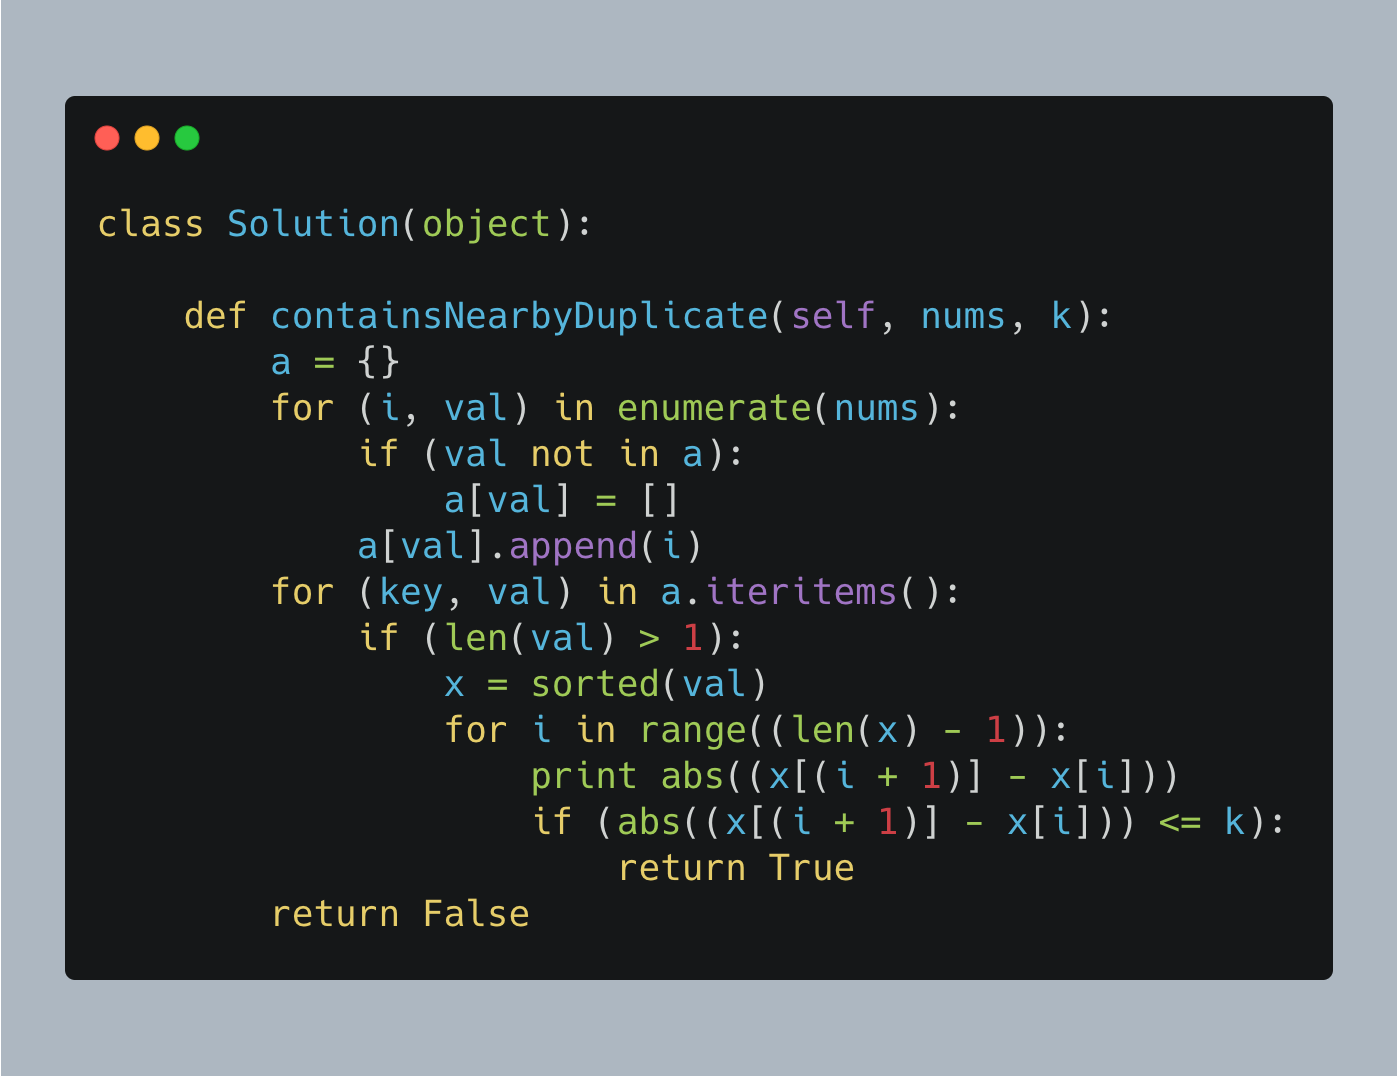 class Solution(object):

    def containsNearbyDuplicate(self, nums, k):
        a = {}
        for (i, val) in enumerate(nums):
            if (val not in a):
                a[val] = []
            a[val].append(i)
        for (key, val) in a.iteritems():
            if (len(val) > 1):
                x = sorted(val)
                for i in range((len(x) - 1)):
                    print abs((x[(i + 1)] - x[i]))
                    if (abs((x[(i + 1)] - x[i])) <= k):
                        return True
        return False